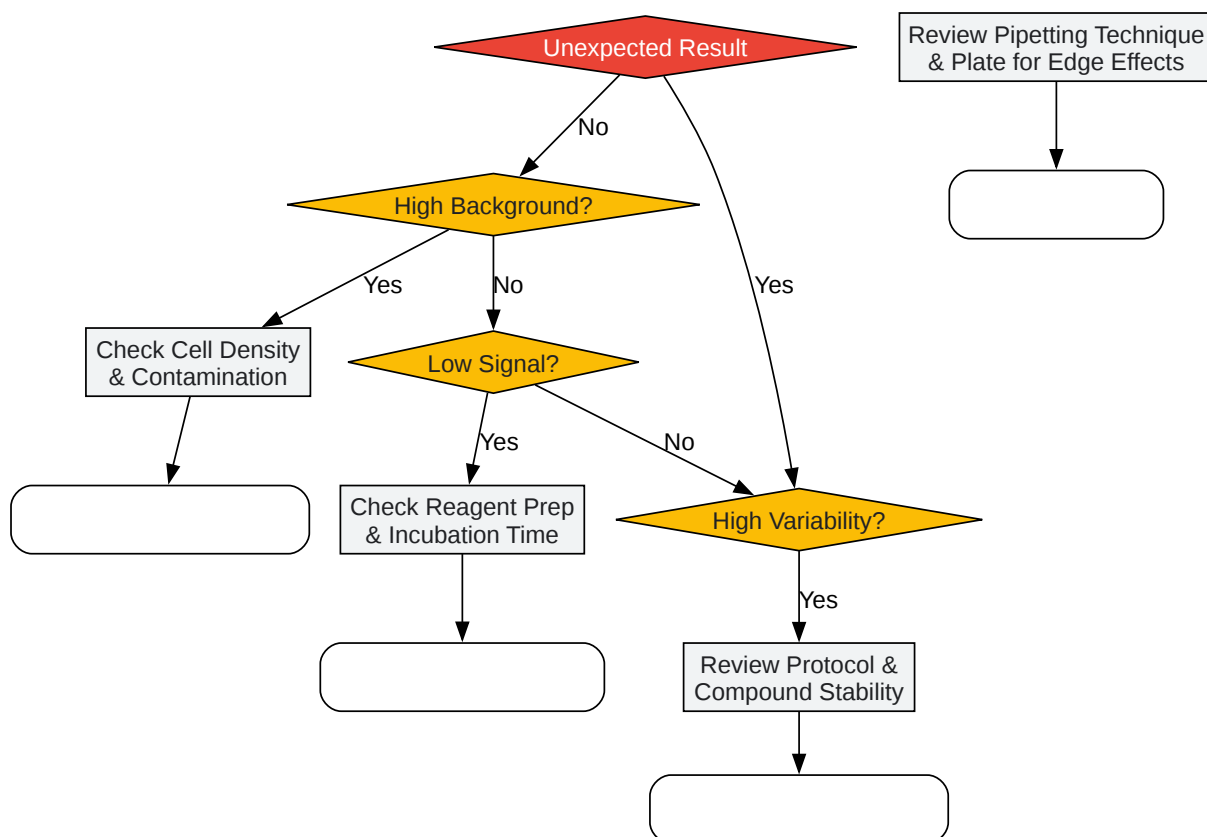 Unexpected Result
Review Pipetting Technique
& Plate for Edge Effects
No
High Background?
Yes
No
Yes
Check Cell Density
& Contamination
Low Signal?
Yes
No
Check Reagent Prep
& Incubation Time
High Variability?
Yes
Review Protocol &
Compound Stability